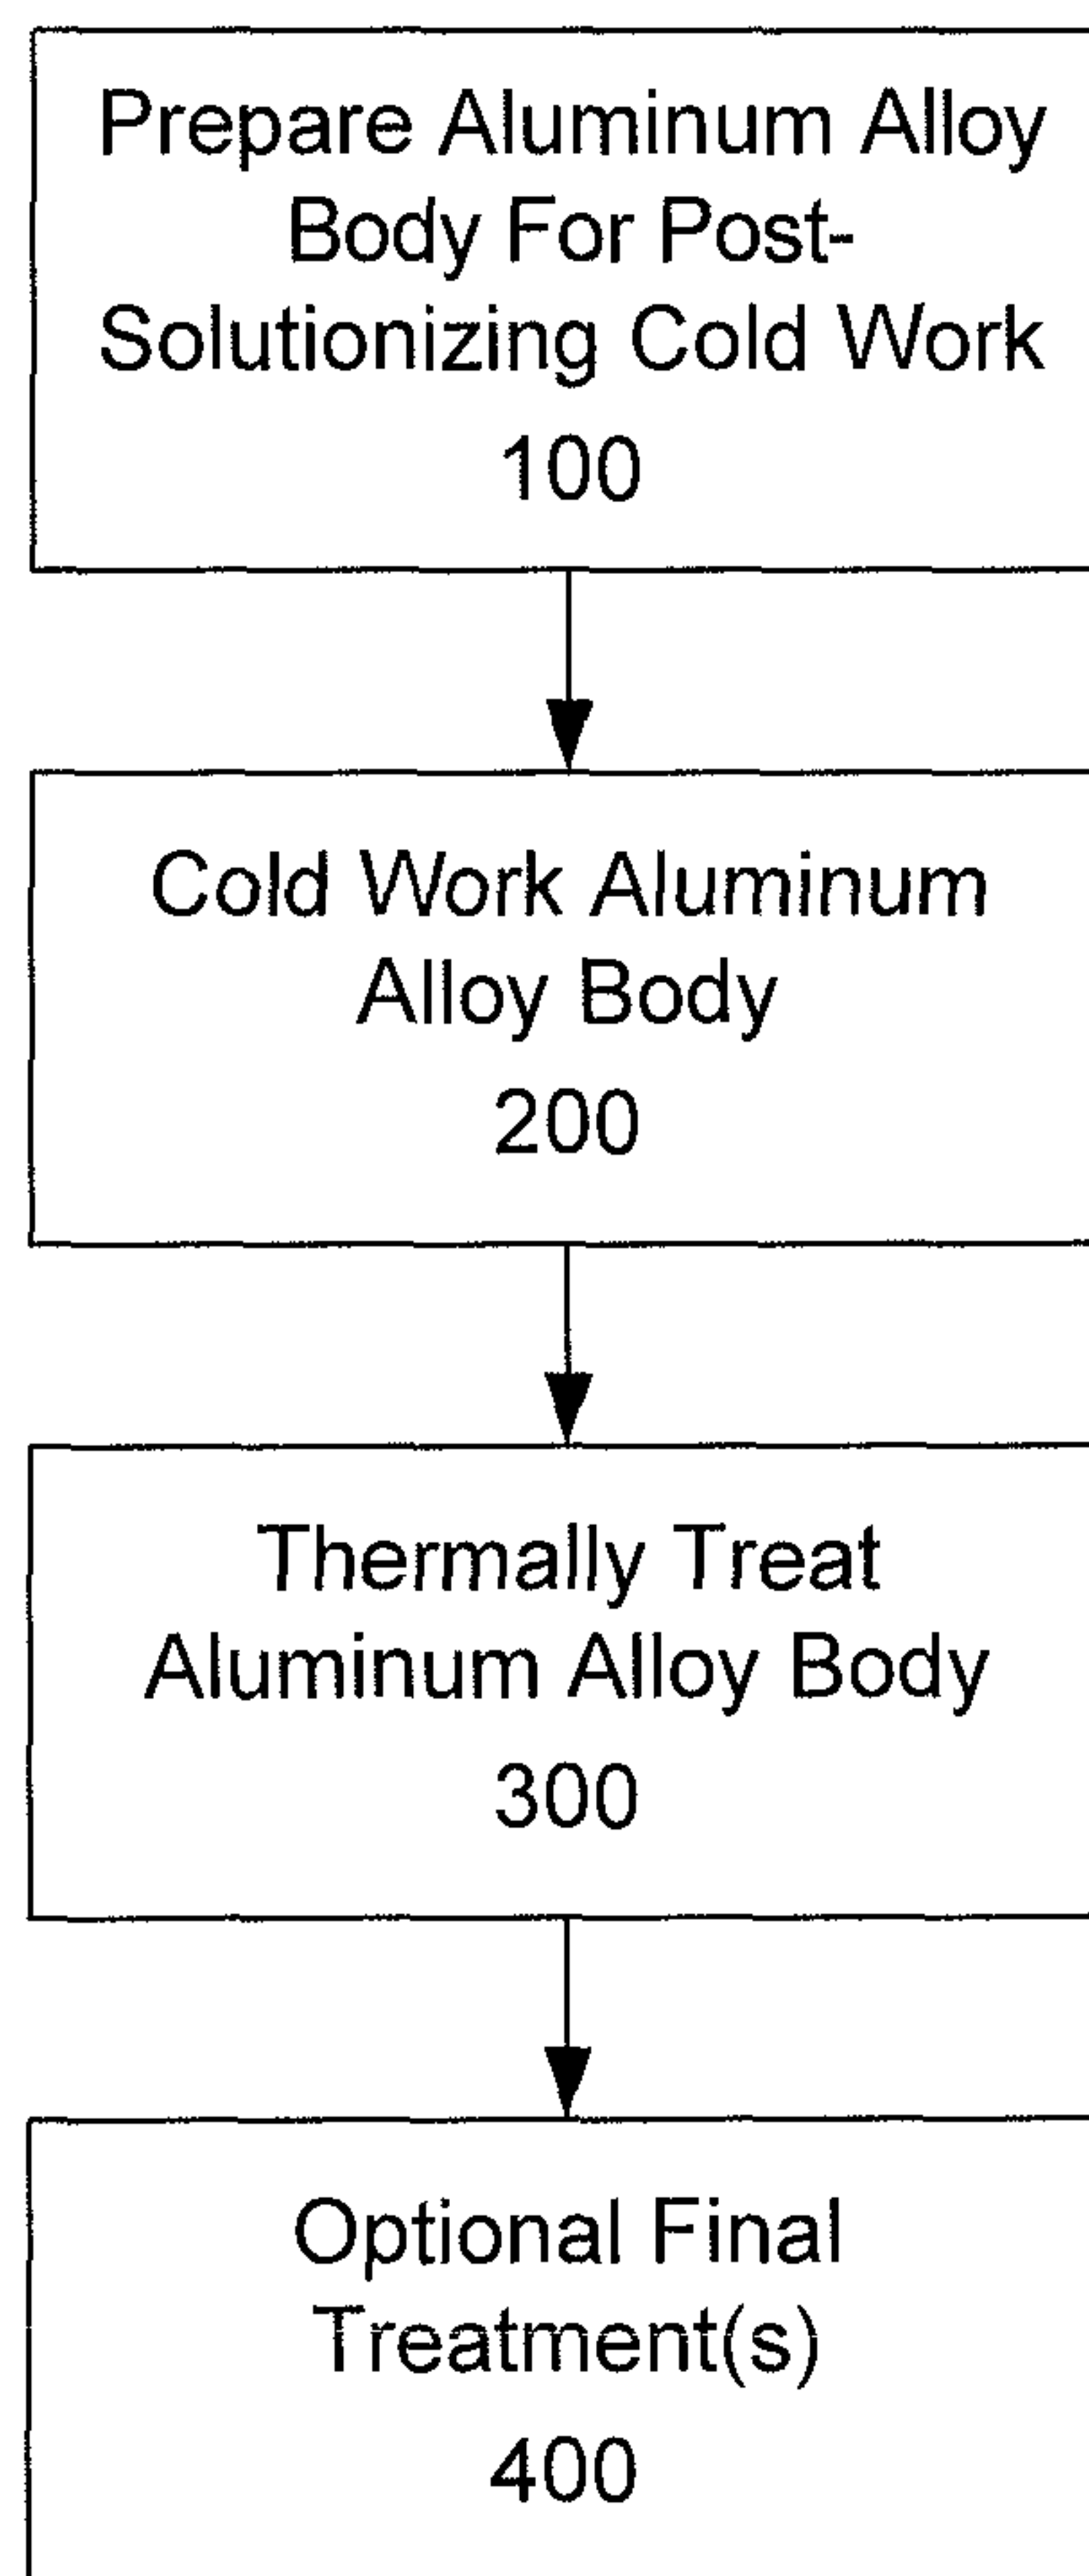 Prepare Aluminum Alloy
Body For Post-
Solutionizing Cold Work
100
Cold Work Aluminum
Alloy Body
200
Thermally Treat
Aluminum Alloy Body
300
Optional Final
Treatment(s)
400